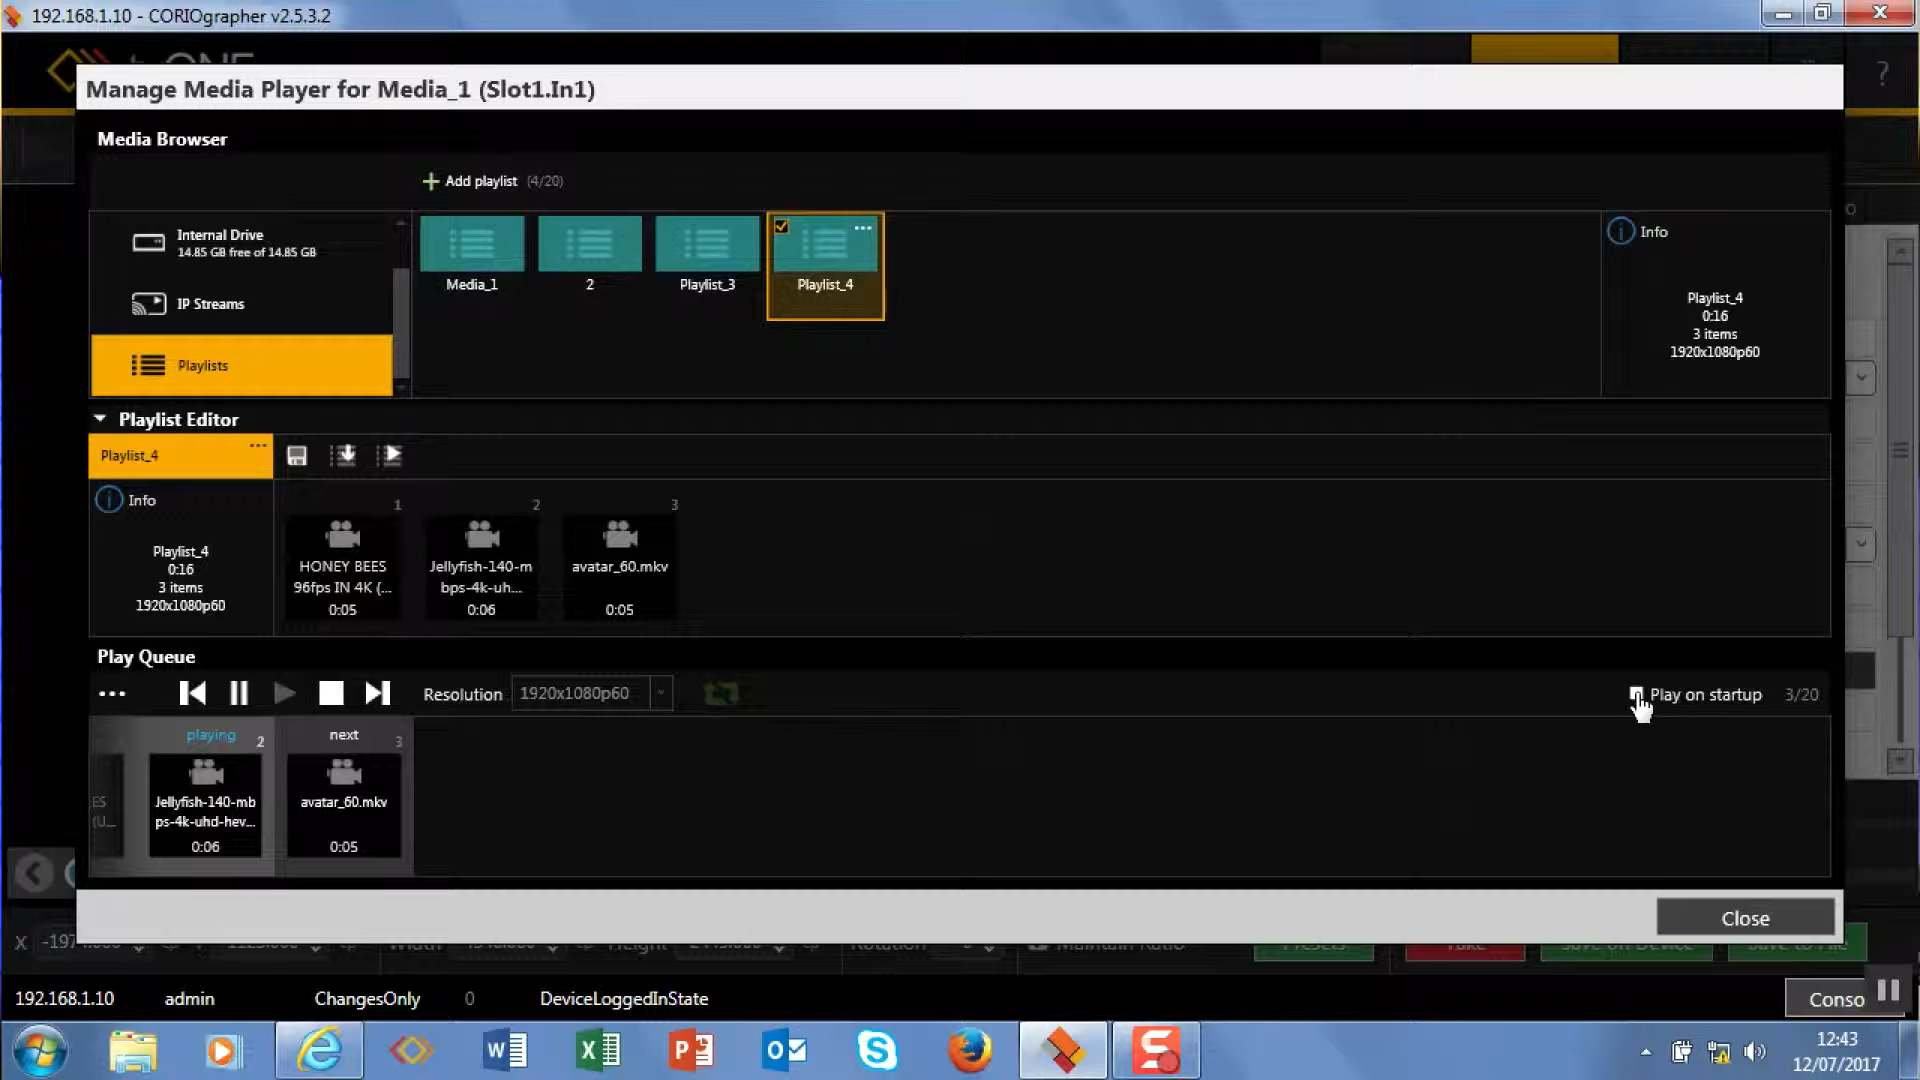 192.168.1.10 - CORIOgrapher v2.5.3.2
?
Manage Media Player for Media_1 (Slot1.In1)
Media Browser
Add playlist (4/20)
Internal Drive
14.85 GB free of 14.85 GB
IP Streams
Playlists
Media_1
2
Playlist_3
Playlist_4
Info
Playlist_4
0:16
3 items
1920x1080p60
Playlist Editor
Playlist_4
Info
Playlist_4
0:16
3 items
1920x1080p60
1
HONEY BEES
96fps IN 4K (...
0:05
2
Jellyfish-140-m
bps-4k-uh...
0:06
3
avatar_60.mkv
0:05
Play Queue
Resolution 1920x1080p60
Play on startup 3/20
ES
(U_
playing 2
Jellyfish-140-mb
ps-4k-uhd-hev...
0:06
next 3
avatar_60.mkv
0:05
Close
X
Maintain Ratio
192.168.1.10 admin ChangesOnly 0 DeviceLoggedInState
Conso
12:43
12/07/2017